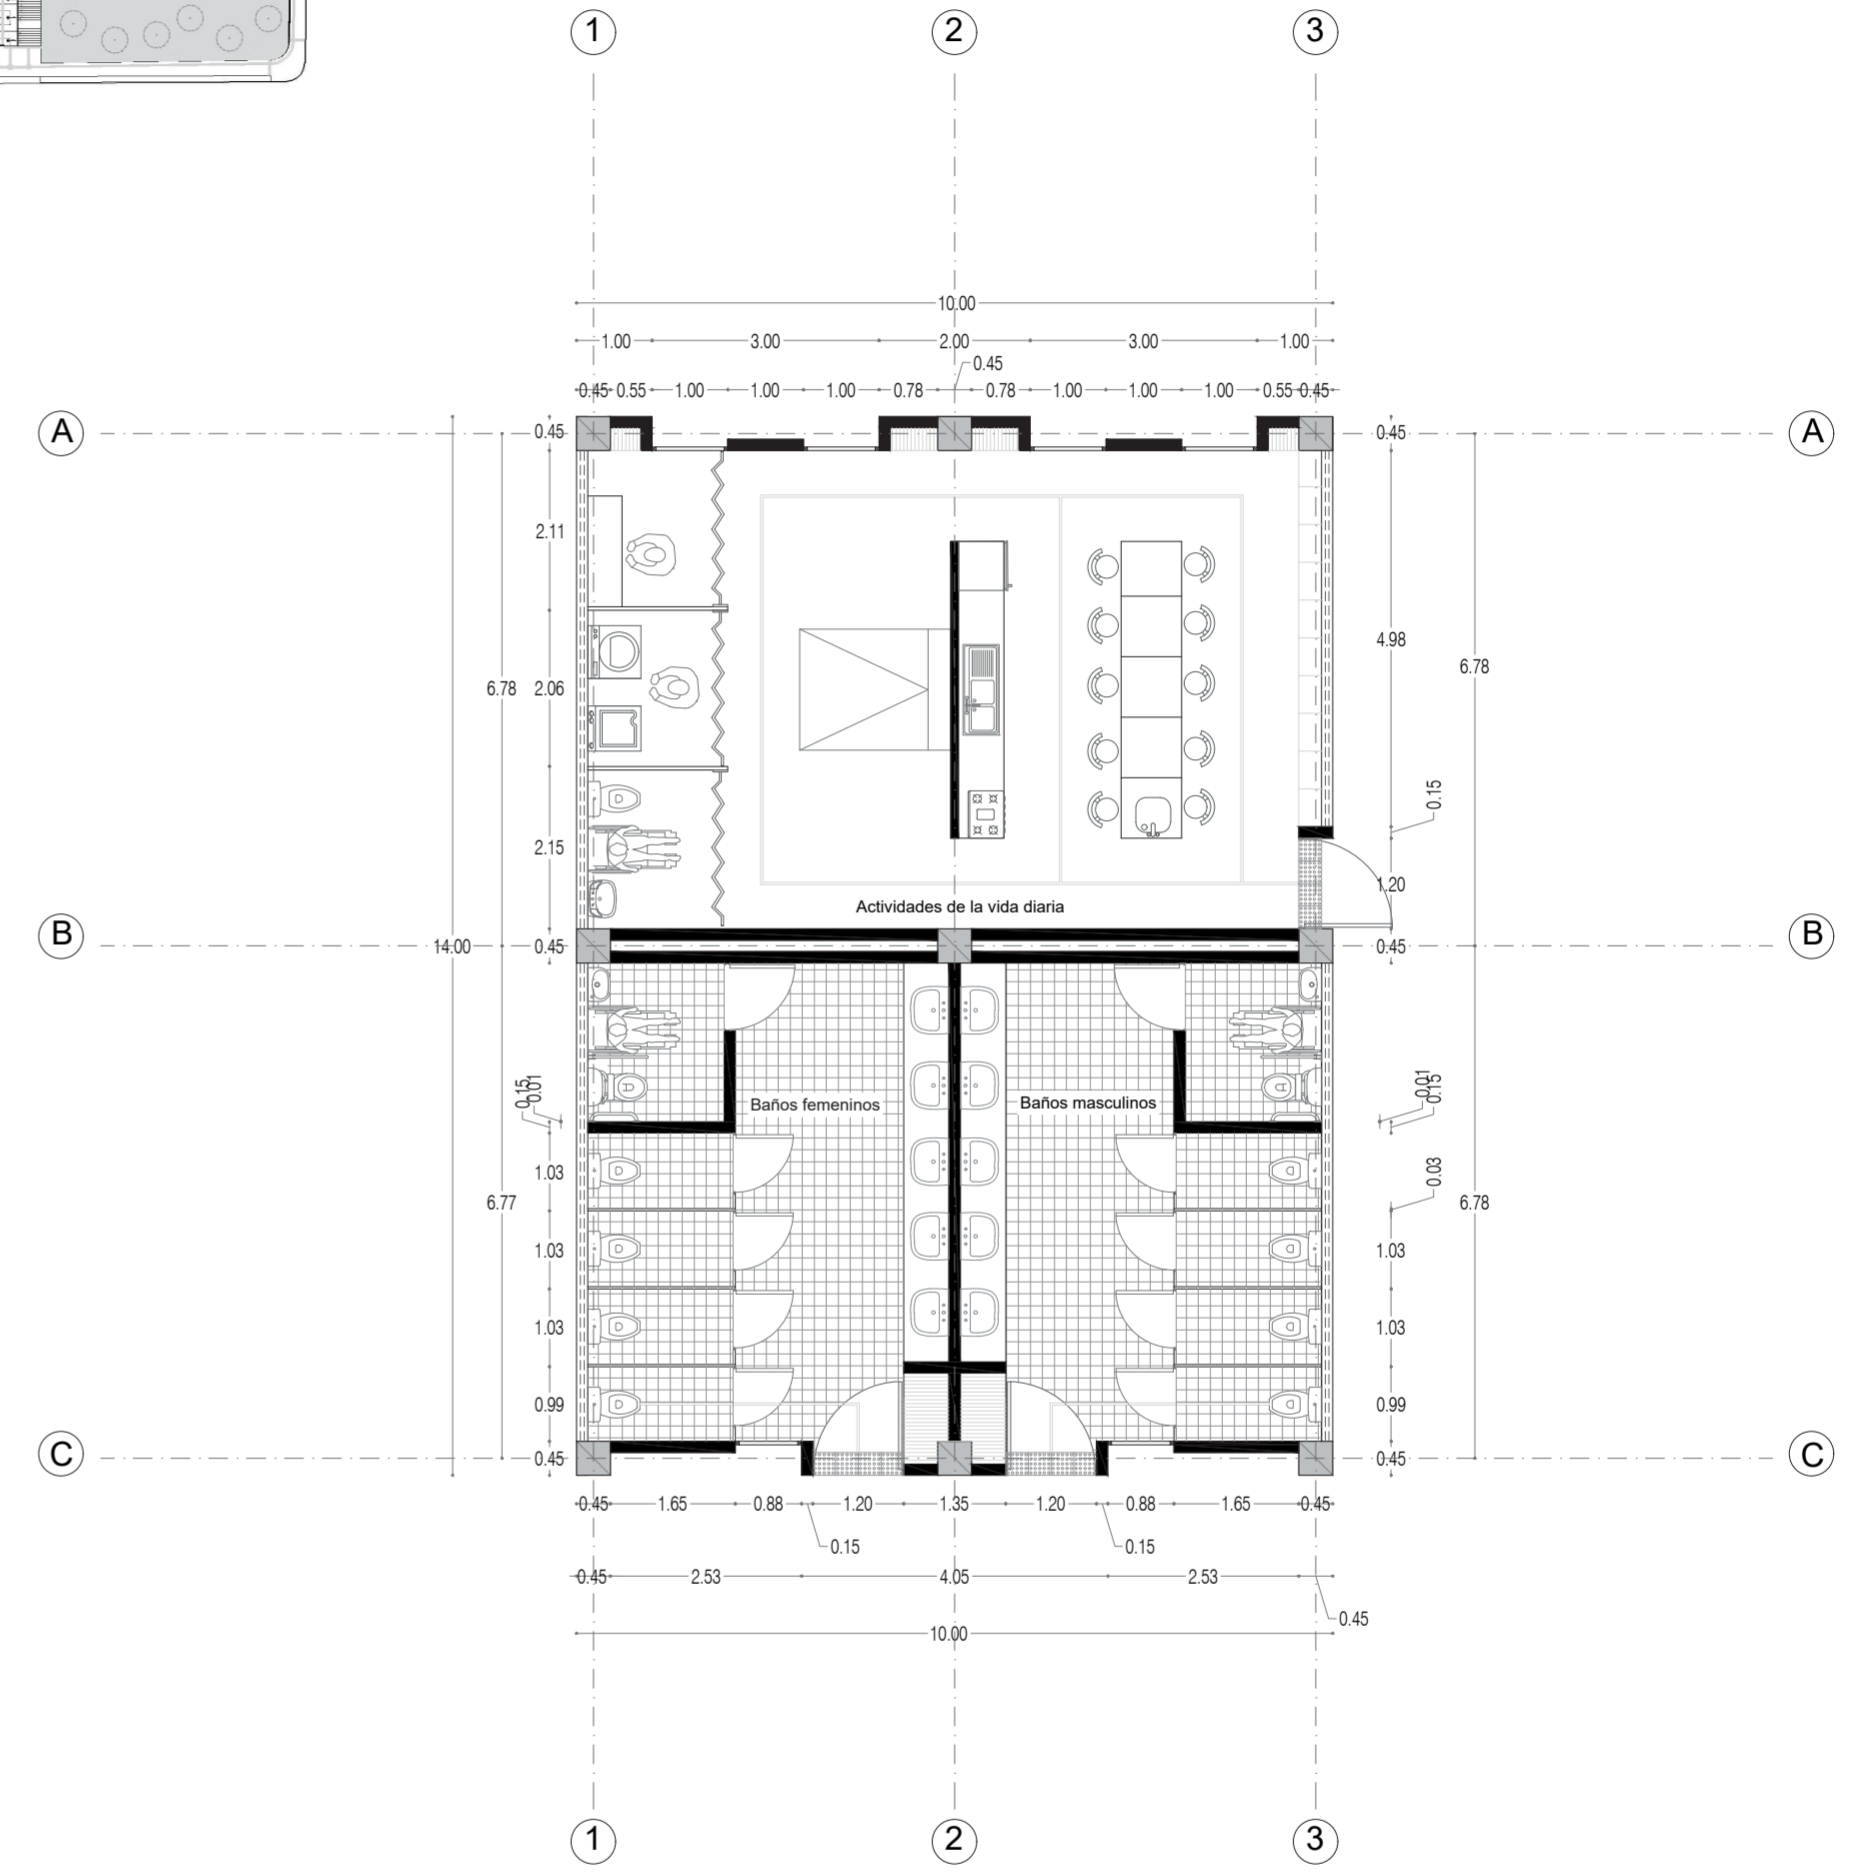 1 2 3
10.00
1.00 3.00 2.00 3.00 1.00
0.45
0.45 0.55 1.00 1.00 1.00 0.78 0.78 1.00 1.00 1.00 0.55 0.45
A 0.45 0.45 A
2.11
4.98
6.78 2.06 6.78
0.15
2.15
1.20
Actividades de la vida diaria
B 14.00 0.45 0.45 B
0.15 0.01 0.01 0.15
Baños femeninos Baños masculinos
1.03 0.03
6.77 6.78
1.03 1.03
1.03 1.03
0.99 0.99
C 0.45 0.45 C
0.45 1.65 0.88 1.20 1.35 1.20 0.88 1.65 0.45
0.15 0.15
0.45 2.53 4.05 2.53
0.45
10.00
1 2 3